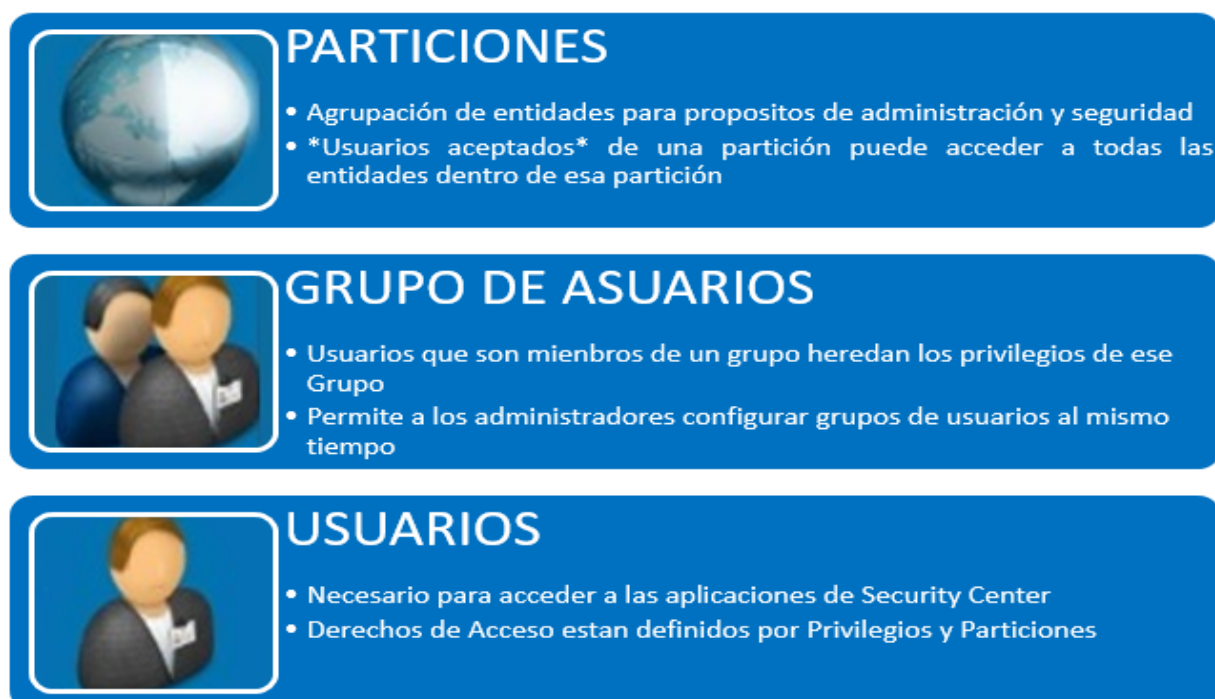 PARTICIONES
• Agrupación de entidades para propositos de administración y seguridad
• *Usuarios aceptados* de una partición puede acceder a todas las
entidades dentro de esa partición
GRUPO DE ASUARIOS
• Usuarios que son mienbros de un grupo heredan los privilegios de ese
Grupo
• Permite a los administradores configurar grupos de usuarios al mismo
tiempo
USUARIOS
• Necesario para acceder a las aplicaciones de Security Center
• Derechos de Acceso estan definidos por Privilegios y Particiones